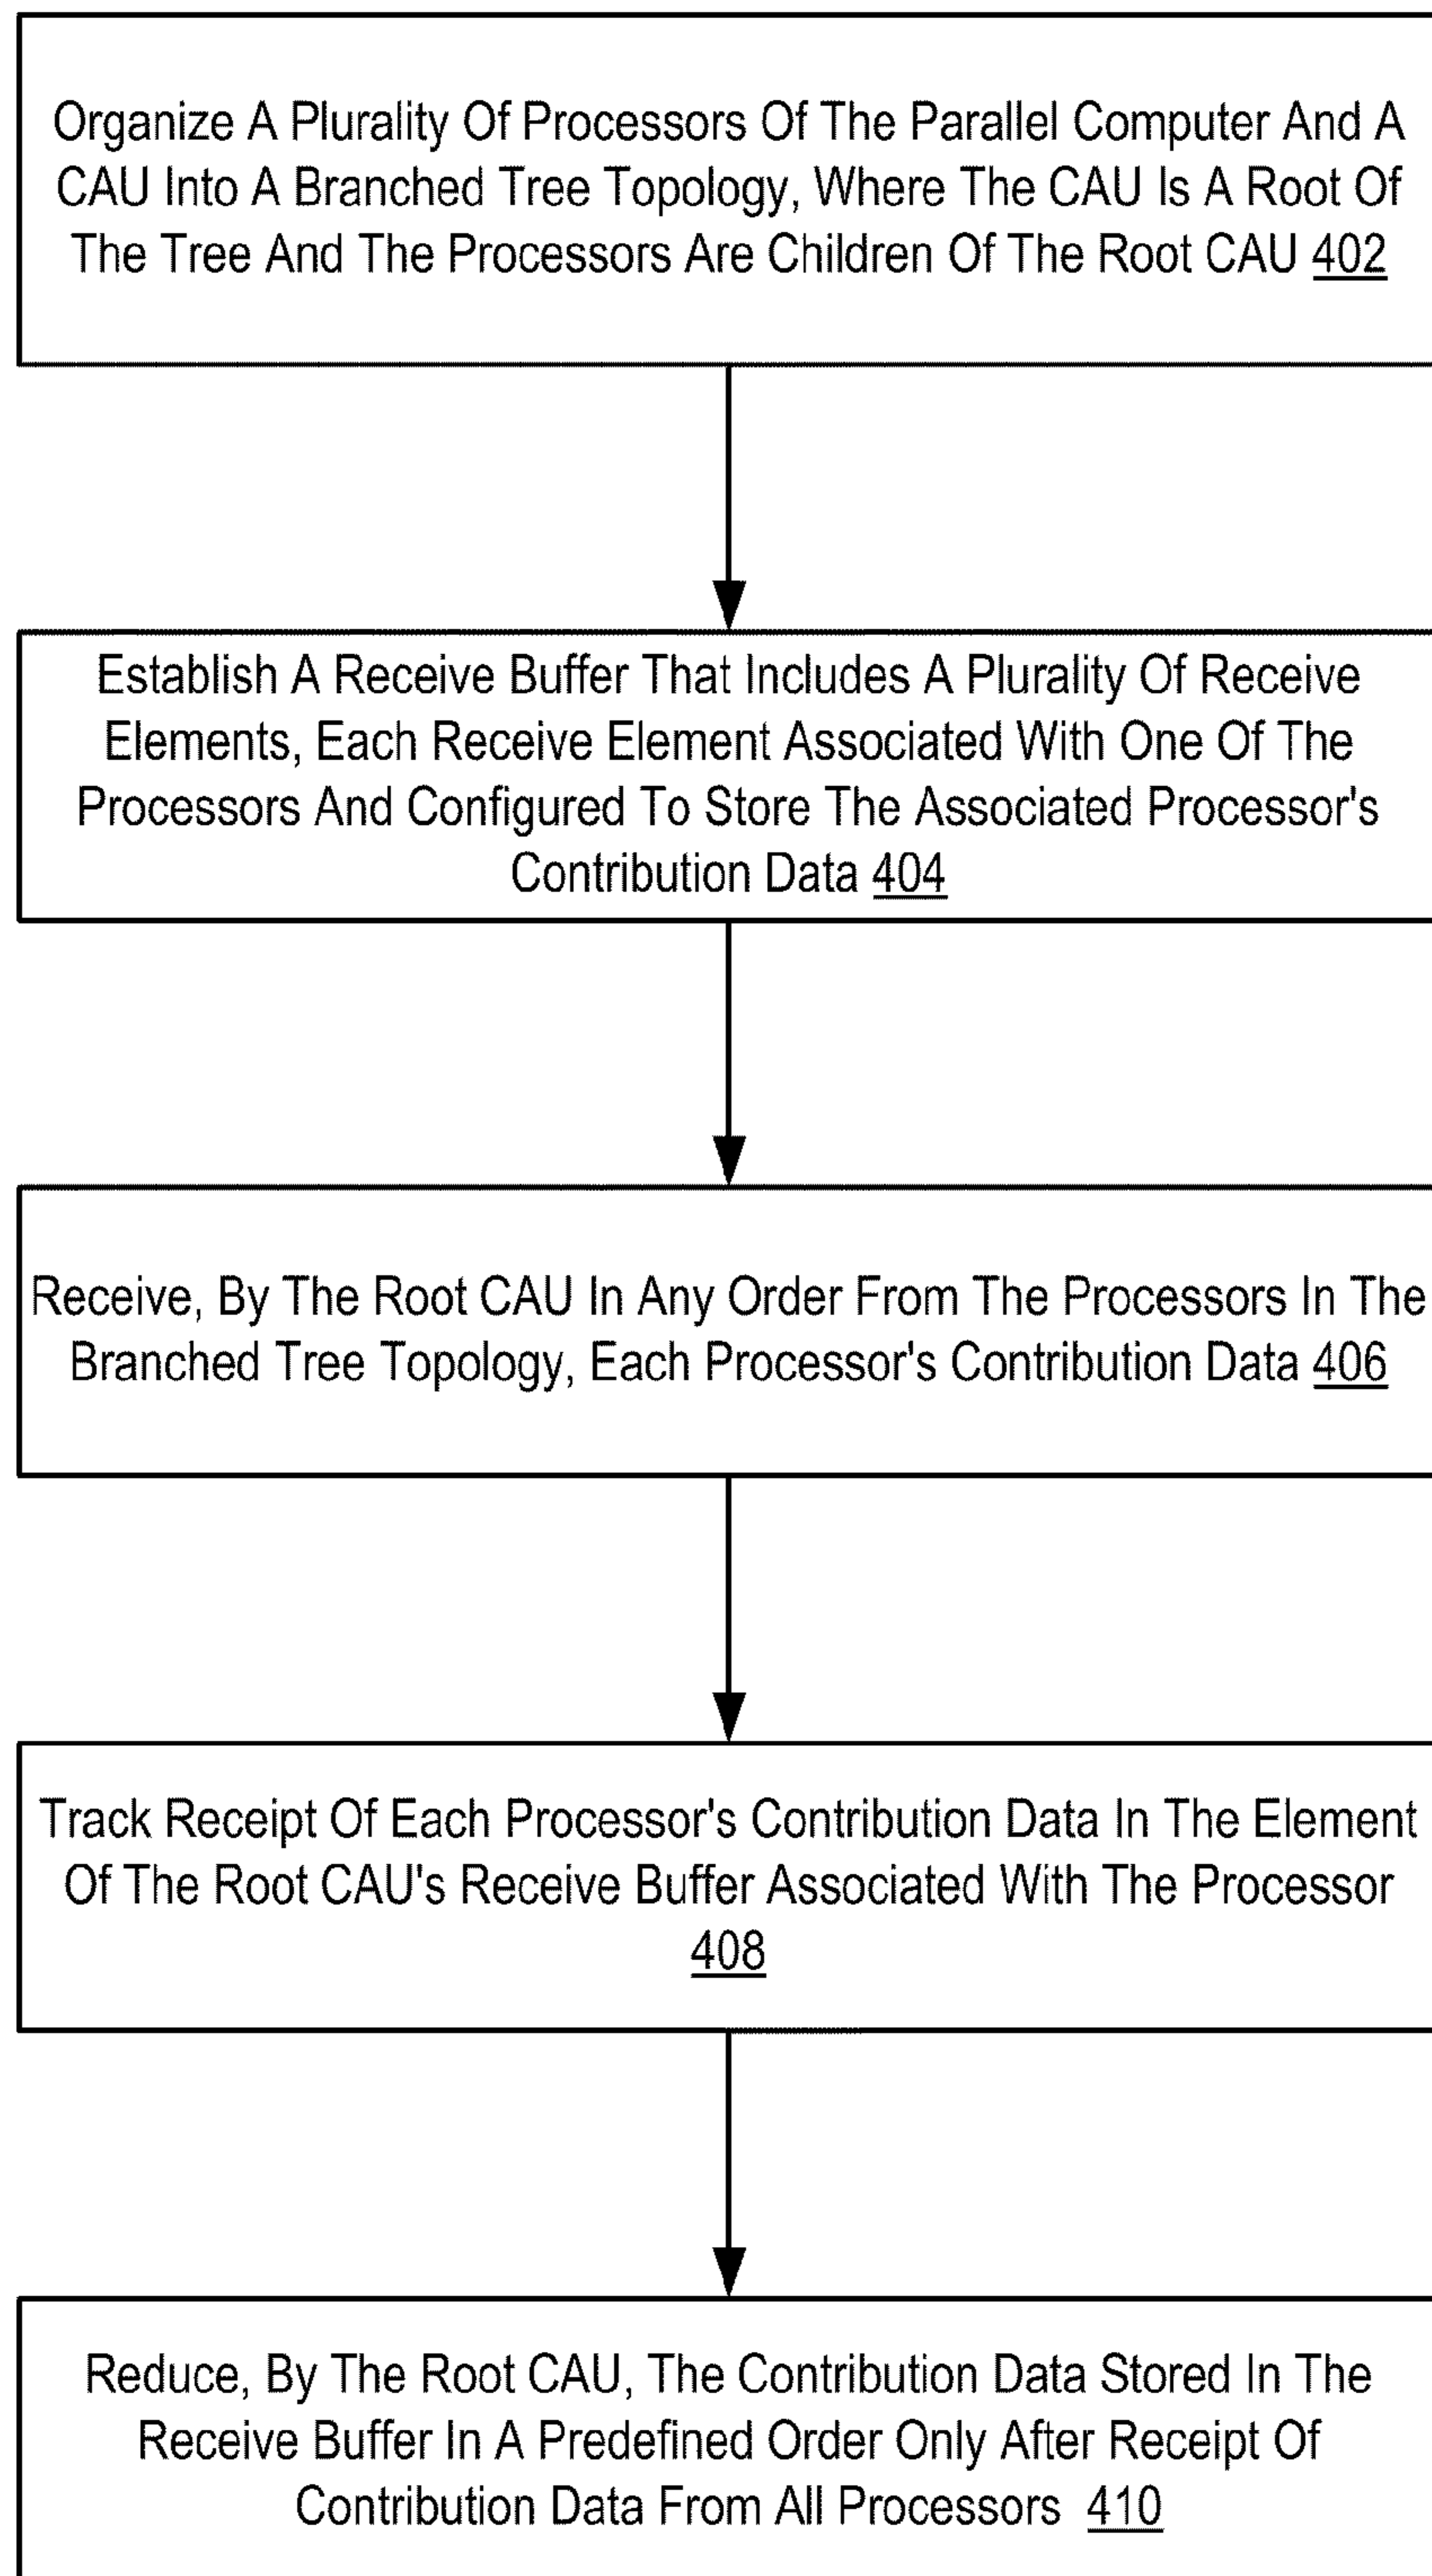 Organize A Plurality Of Processors Of The Parallel Computer And A
CAU Into A Branched Tree Topology, Where The CAU Is A Root Of
The Tree And The Processors Are Children Of The Root CAU 402
Establish A Receive Buffer That Includes A Plurality Of Receive
Elements, Each Receive Element Associated With One Of The
Processors And Configured To Store The Associated Processor's
Contribution Data 404
Receive, By The Root CAU In Any Order From The Processors In The
Branched Tree Topology, Each Processor's Contribution Data 406
Track Receipt Of Each Processor's Contribution Data In The Element
Of The Root CAU's Receive Buffer Associated With The Processor
408
Reduce, By The Root CAU, The Contribution Data Stored In The
Receive Buffer In A Predefined Order Only After Receipt Of
Contribution Data From All Processors 410